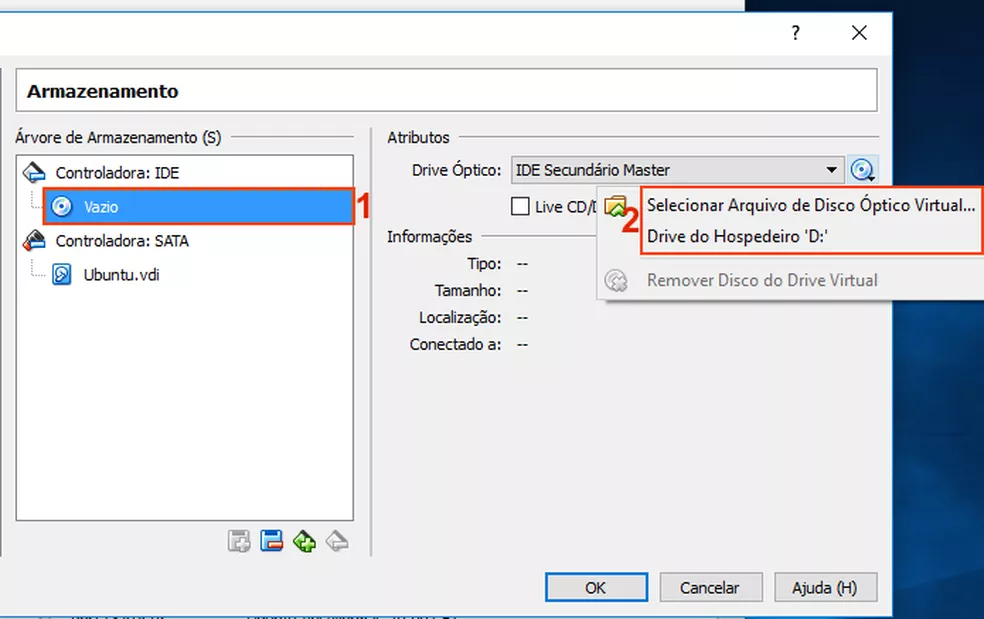 ?
Armazenamento
Árvore de Armazenamento (S)
Controladora: IDE
Vazio
1
Controladora: SATA
Ubuntu.vdi
Atributos
Drive Óptico: IDE Secundário Master
Live CD/
2
Selecionar Arquivo de Disco Óptico Virtual...
Drive do Hospedeiro 'D:'
Remover Disco do Drive Virtual
Informações
Tipo: --
Tamanho: --
Localização: --
Conectado a: --
OK Cancelar Ajuda (H)